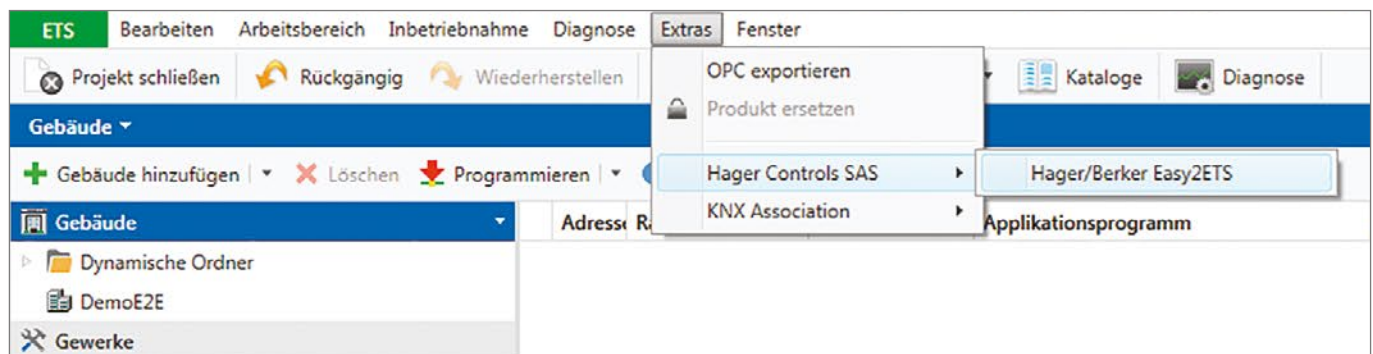 ETS Bearbeiten Arbeitsbereich Inbetriebnahme Diagnose Extras Fenster
Projekt schließen Rückgängig Wiederherstellen Kataloge Diagnose
OPC exportieren
Produkt ersetzen
Hager Controls SAS Hager/Berker Easy2ETS
KNX Association
Gebäude
Gebäude hinzufügen Löschen Programmieren
Gebäude Adresse Applikationsprogramm
Dynamische Ordner
DemoE2E
Gewerke